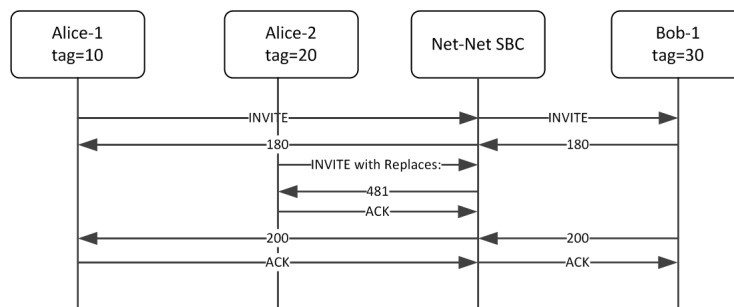 Alice-1
tag=10
Alice-2
tag=20
Net-Net SBC
Bob-1
tag=30
INVITE
INVITE
180
180
INVITE with Replaces:
481
ACK
200
200
ACK
ACK